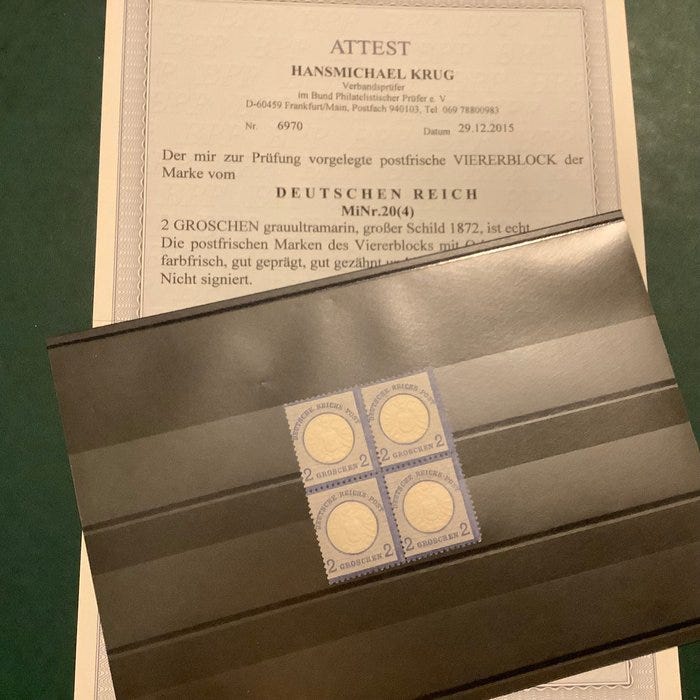 ATTEST
HANSMICHAEL KRUG
Verbandsprüfer
im Bund Philatelistischer Prüfer e. V
D-60459 Frankfurt/Main, Postfach 940103, Tel 069 78800983
Nr. 6970 Datum 29.12.2015
Der mir zur Prüfung vorgelegte postfrische VIERERBLOCK der
Marke vom
DEUTSCHEN REICH
MiNr.20(4)
2 GROSCHEN grauultramarin, großer Schild 1872, ist echt
Die postfrischen Marken des Viererblocks mit
farbfrisch, gut geprägt, gut gezähnt
Nicht signiert.
DEUTSCHE REICHS-POST
2 GROSCHEN 2
DEUTSCHE REICHS-POST
2 GROSCHEN 2
DEUTSCHE REICHS-POST
2 GROSCHEN 2
DEUTSCHE REICHS-POST
2 GROSCHEN 2